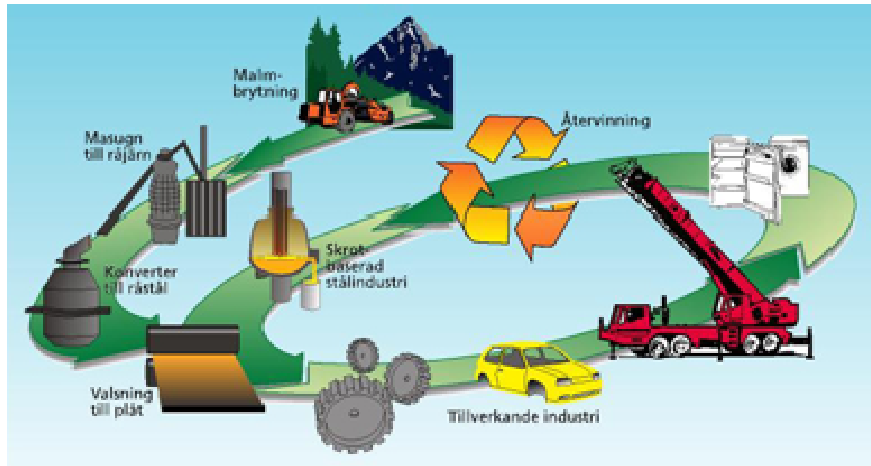 Malm-
brytning
Återvinning
Masugn
till råjärn
Skrot-
baserad
stålindustri
Konverter
till råstål
Valsning
till plåt
Tillverkande industri